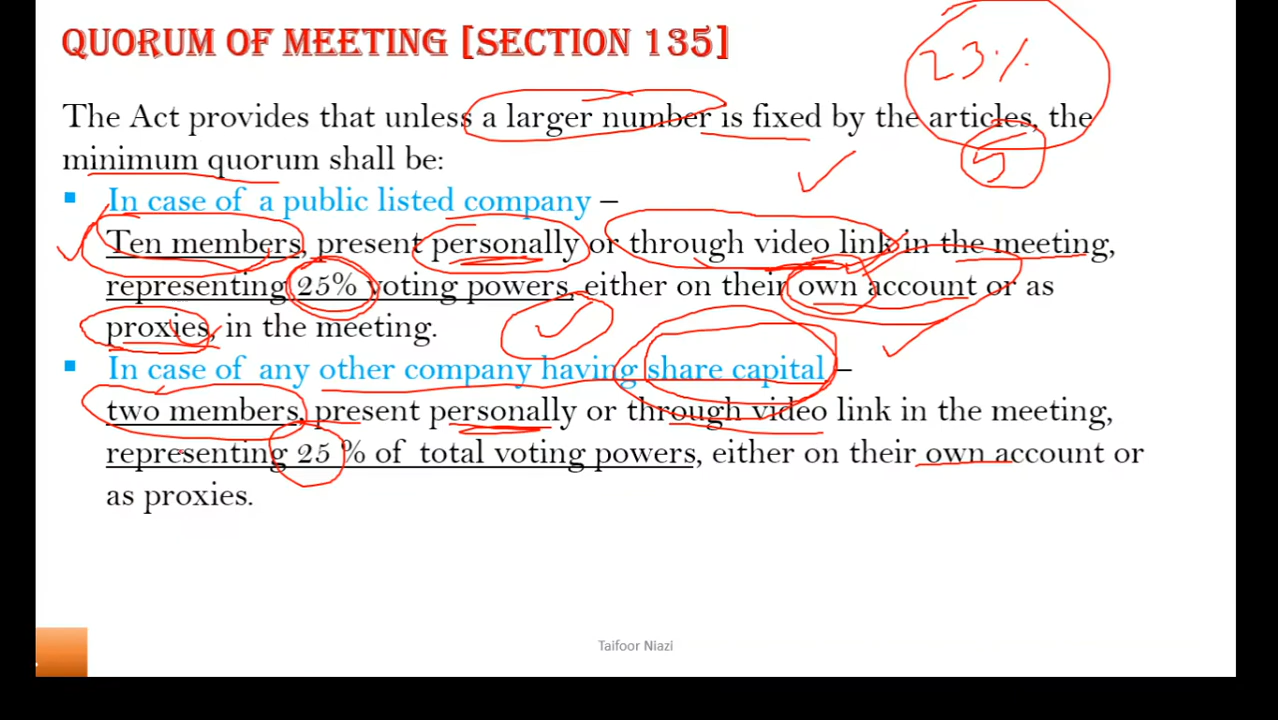 QUORUM OF MEETING [SECTION 135]
23%
The Act provides that unless a larger number is fixed by the articles, the
5
minimum quorum shall be:
▪ In case of a public listed company –
Ten members, present personally or through video link in the meeting,
representing 25% voting powers, either on their own account or as
proxies, in the meeting.
▪ In case of any other company having share capital –
two members, present personally or through video link in the meeting,
representing 25 % of total voting powers, either on their own account or
as proxies.
Taifoor Niazi